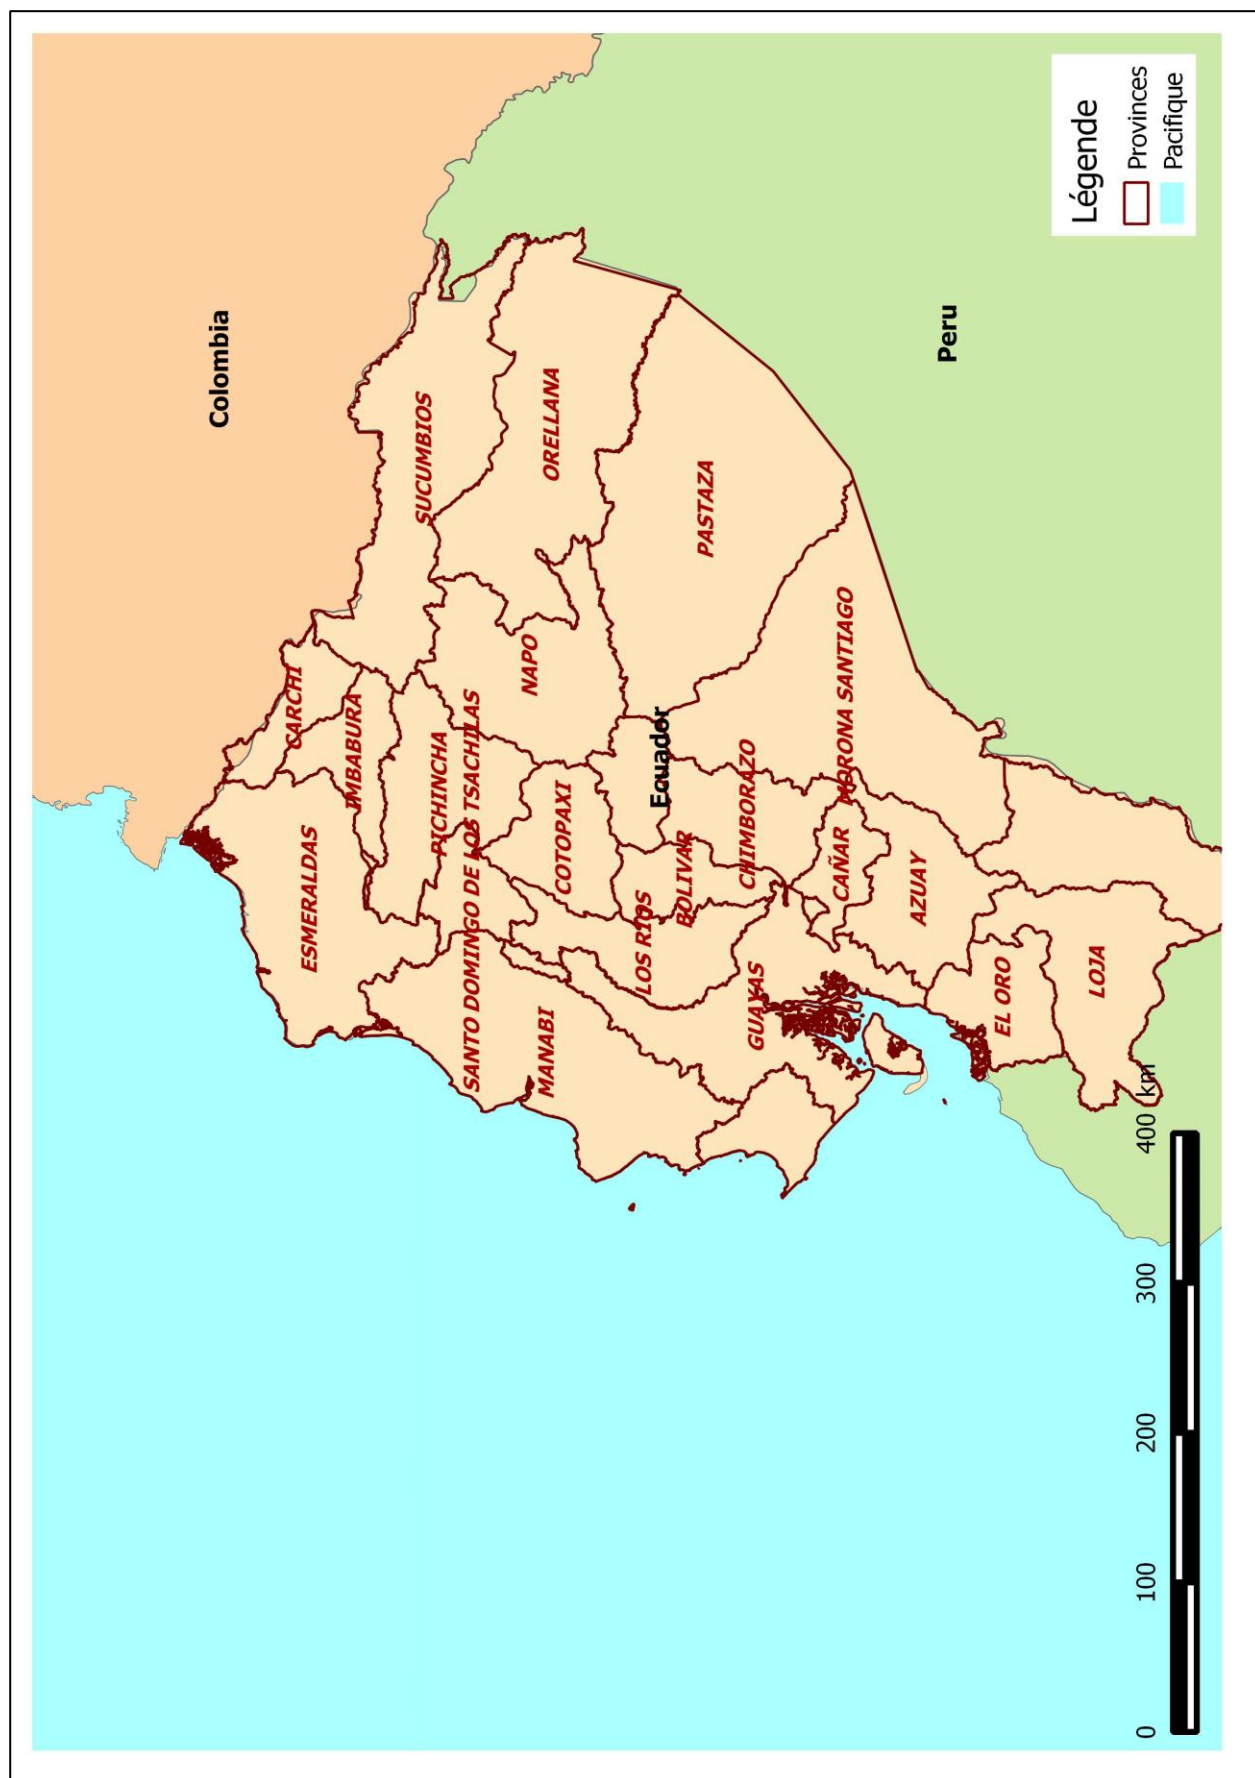 Colombia
CARCHI
ESMERALDAS
IMBABURA
SUCUMBIOS
PICHINCHA
SANTO DOMINGO DE LOS TSACHILAS
NAPO
ORELLANA
MANABI
COTOPAXI
LOS RIOS
Ecuador
BOLIVAR
PASTAZA
CHIMBORAZO
GUAYAS
CAÑAR
MORONA SANTIAGO
AZUAY
Peru
EL ORO
LOJA
Légende
Provinces
Pacifique
0 100 200 300 400 km